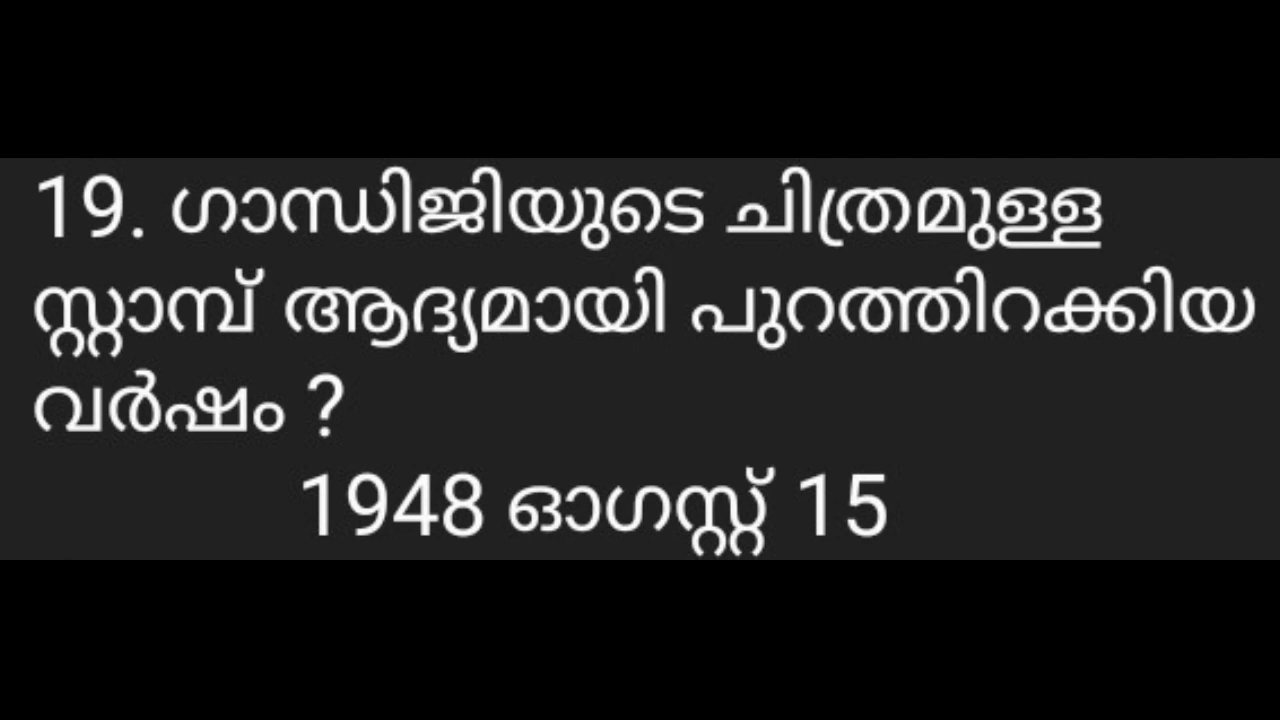 19. ഗാന്ധിജിയുടെ ചിത്രമുള്ള
സ്റ്റാമ്പ് ആദ്യമായി പുറത്തിറക്കിയ
വർഷം ?
1948 ഓഗസ്റ്റ് 15